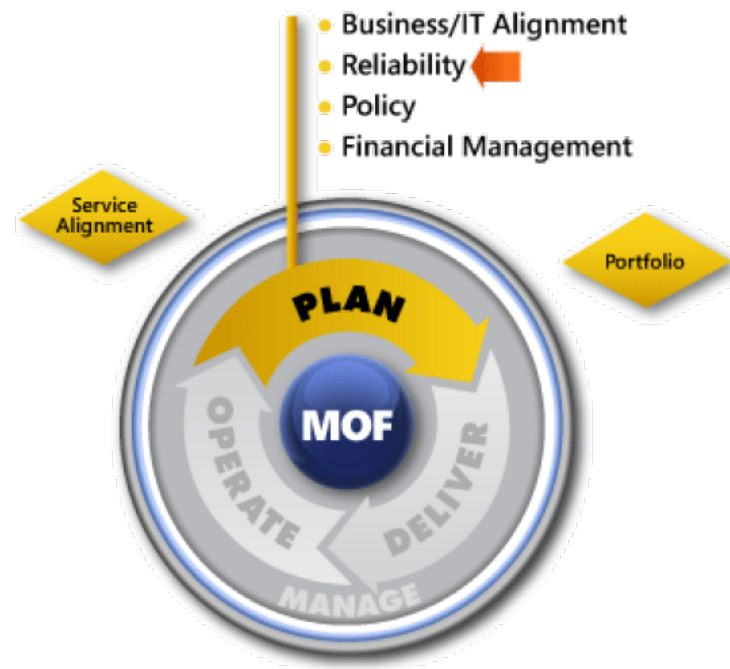 Business/IT Alignment
Reliability
Policy
Financial Management
Service
Alignment
Portfolio
PLAN
MOF
OPERATE
DELIVER
MANAGE